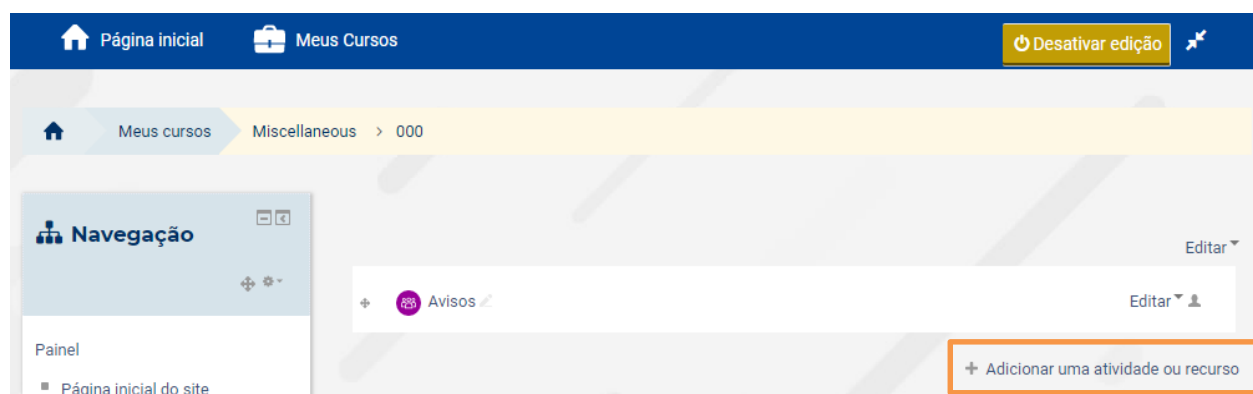 Página inicial Meus Cursos Desativar edição
Meus cursos Miscellaneous > 000
Navegação
Editar
Avisos Editar
Painel
+ Adicionar uma atividade ou recurso
Página inicial do site